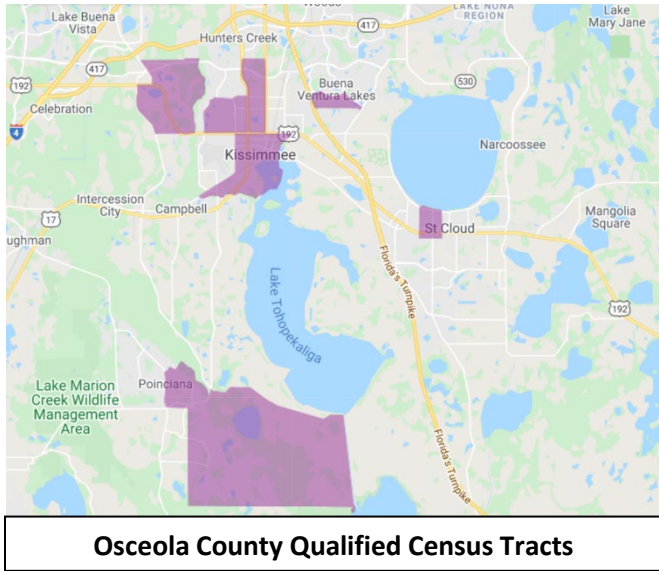 LAKE NONA
REGION
Lake
Mary Jane
Lake Buena
Vista
417
Hunters Creek
417
192
Buena
Ventura Lakes
530
Celebration
4
192
Kissimmee
Narcoossee
Intercession
City
Campbell
17
ughman
St Cloud
Mangolia
Square
Lake Tohopekaliga
Florida's Turnpike
192
Poinciana
Lake Marion
Creek Wildlife
Management
Area
Florida's Turnpike
Osceola County Qualified Census Tracts